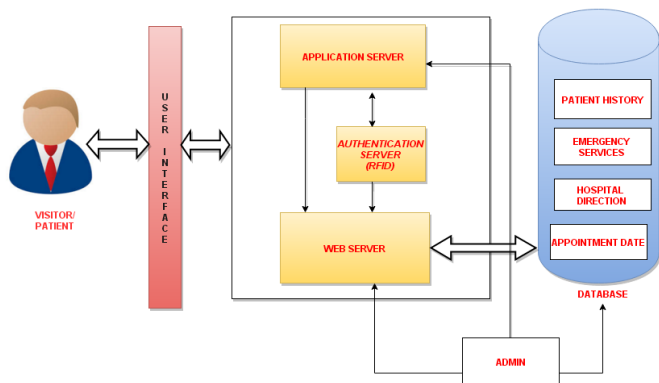 VISITOR/
PATIENT
USER INTERFACE
APPLICATION SERVER
AUTHENTICATION
SERVER
(RFID)
WEB SERVER
PATIENT HISTORY
EMERGENCY
SERVICES
HOSPITAL
DIRECTION
APPOINTMENT DATE
DATABASE
ADMIN